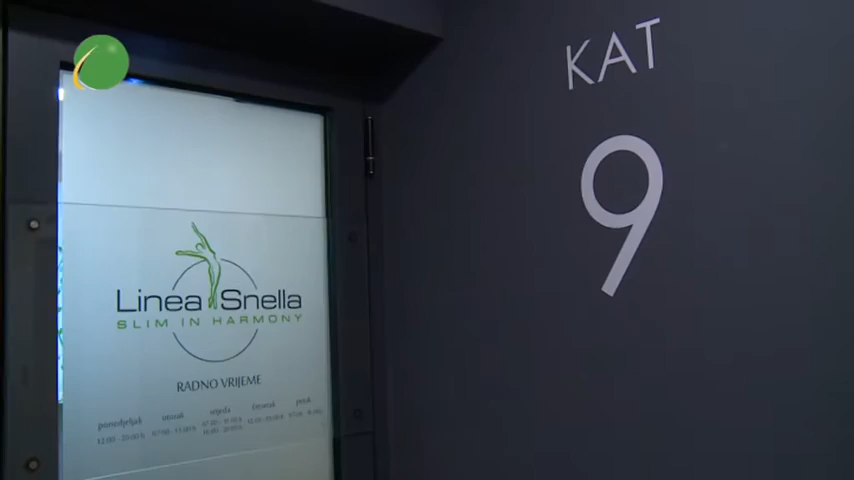 KAT
9
Linea Snella
SLIM IN HARMONY
RADNO VRIJEME
ponedjeljak utorak srijeda četvrtak petak